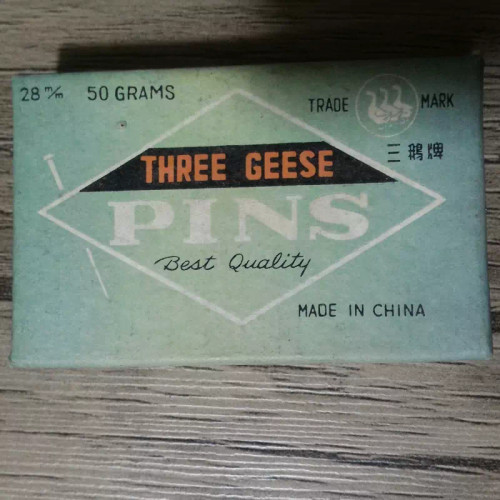 28 m/m 50 GRAMS
TRADE MARK
三鵝牌
THREE GEESE
PINS
Best Quality
MADE IN CHINA